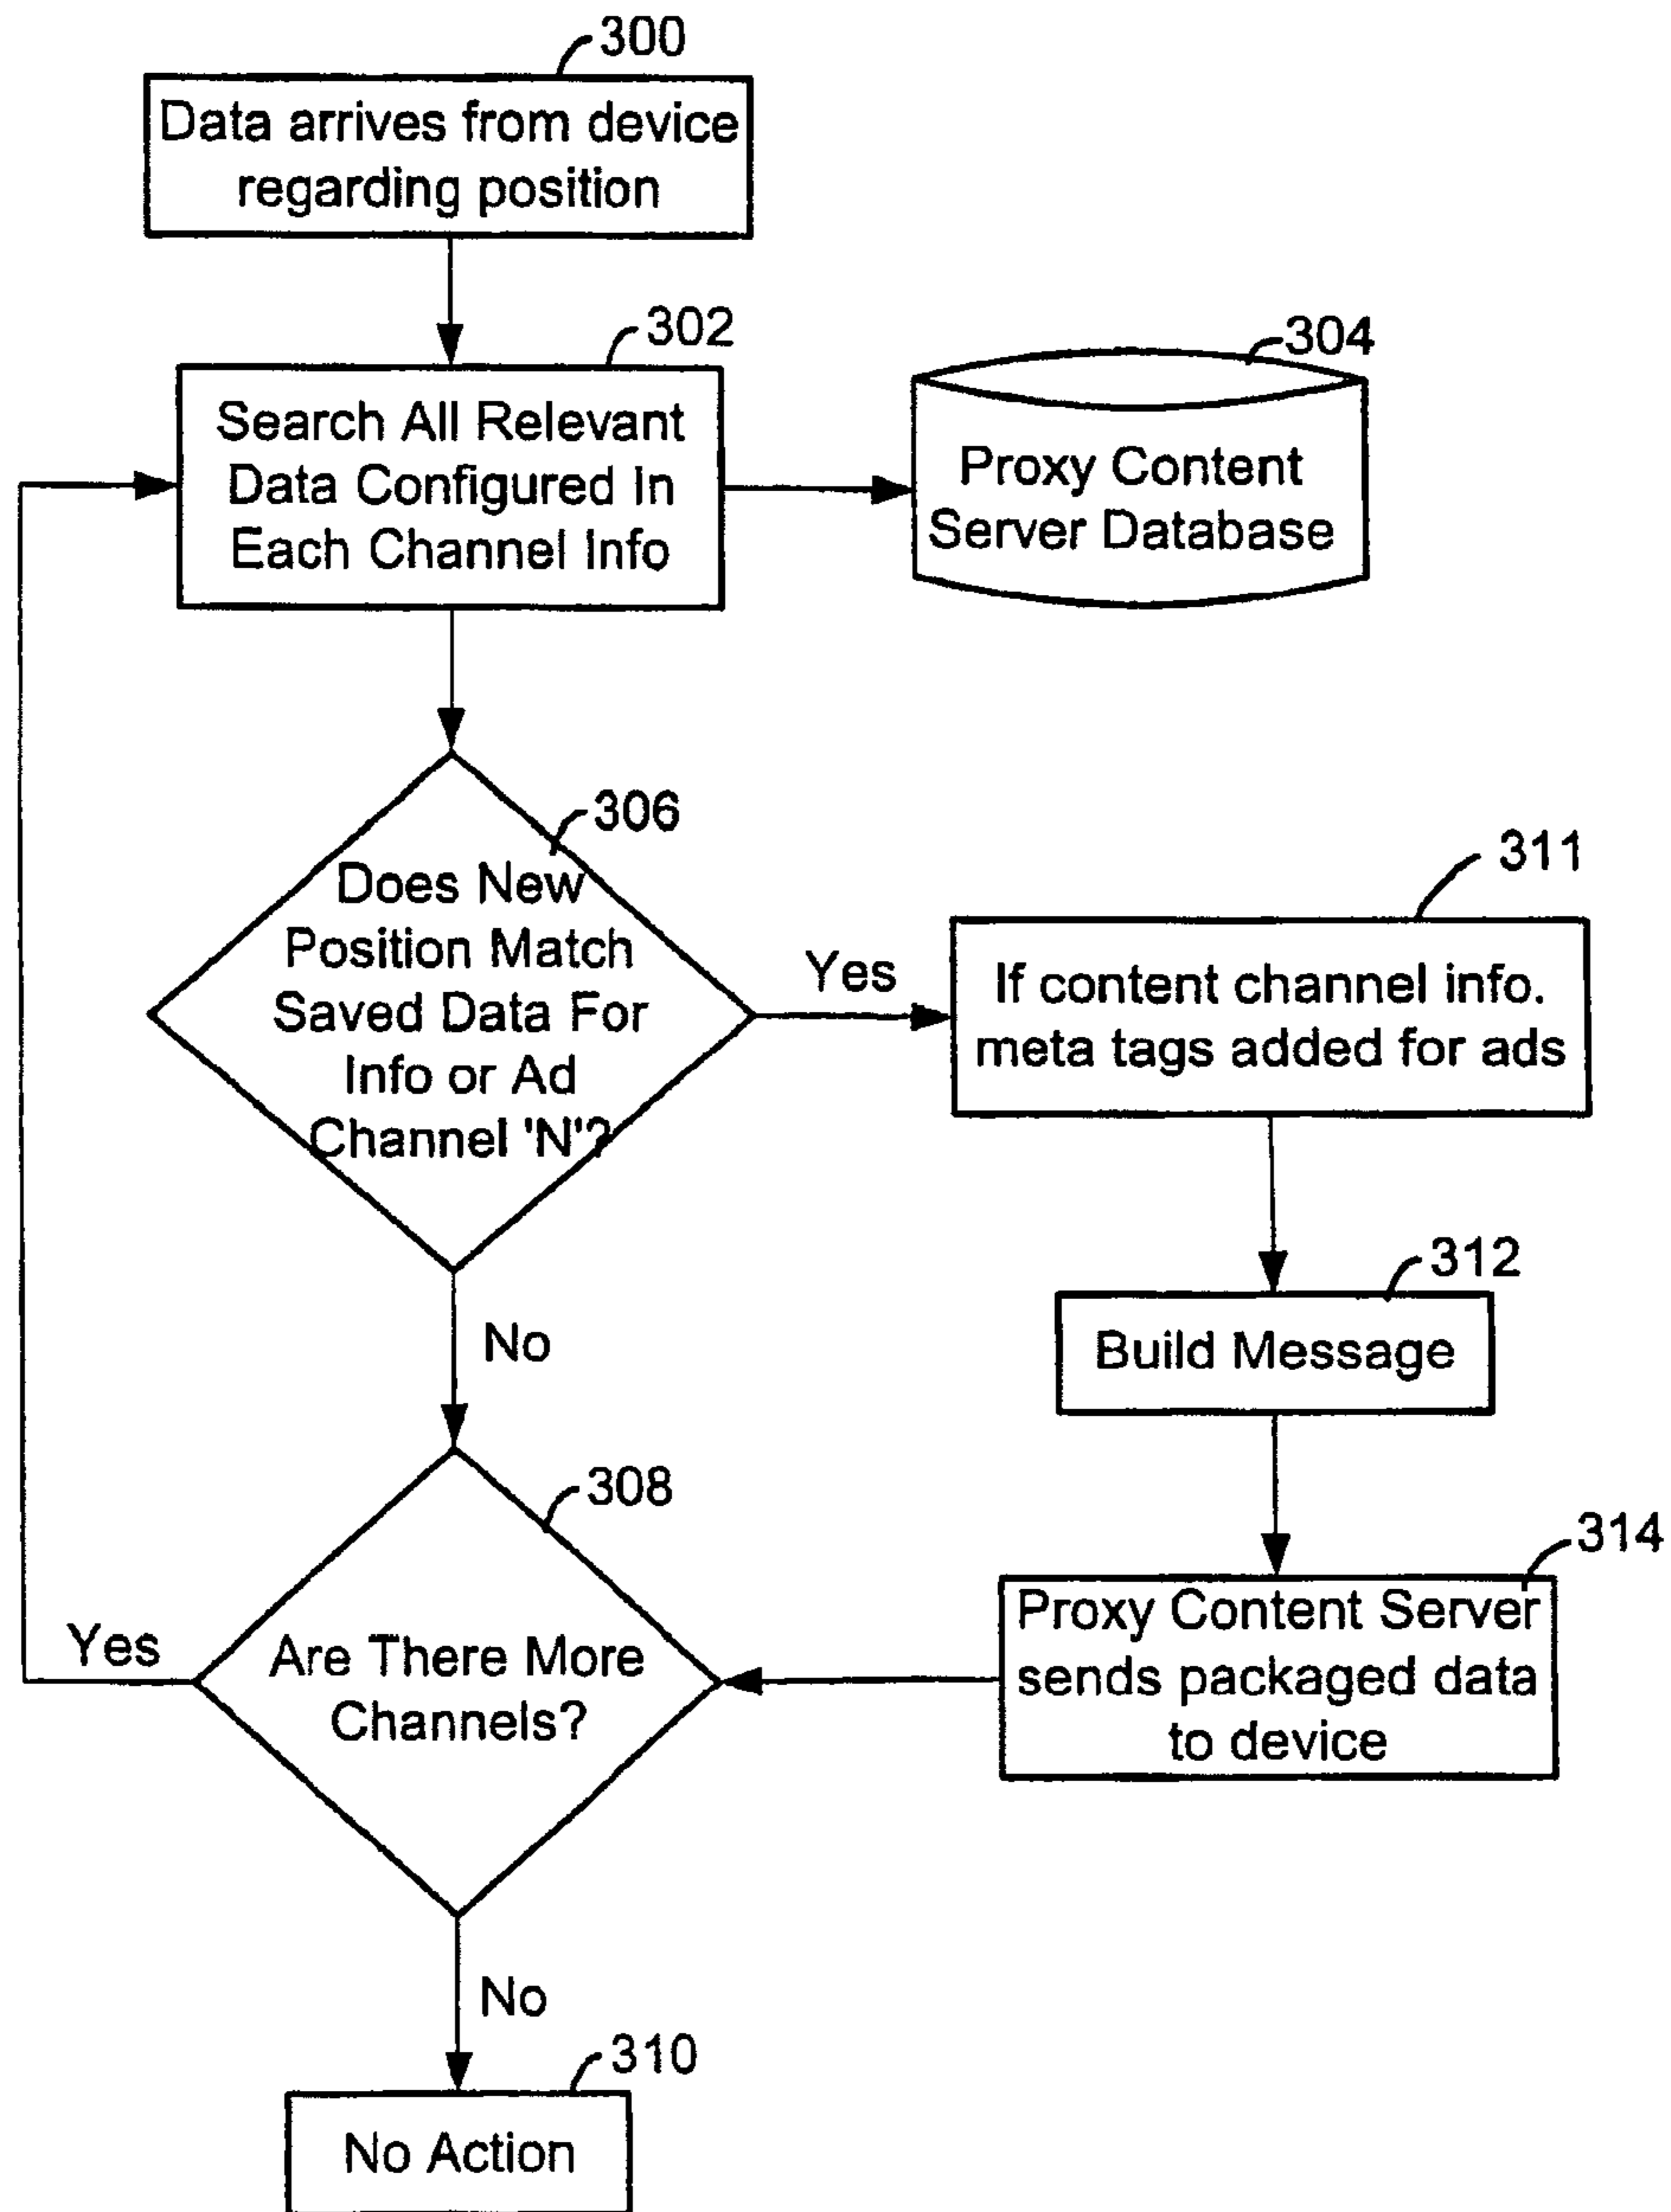 300
Data arrives from device
regarding position
302
Search All Relevant
Data Configured In
Each Channel Info
304
Proxy Content
Server Database
306
Does New
Position Match
Saved Data For
Info or Ad
Channel 'N'?
Yes
311
If content channel info.
meta tags added for ads
No
312
Build Message
308
Are There More
Channels?
Yes
314
Proxy Content Server
sends packaged data
to device
No
310
No Action